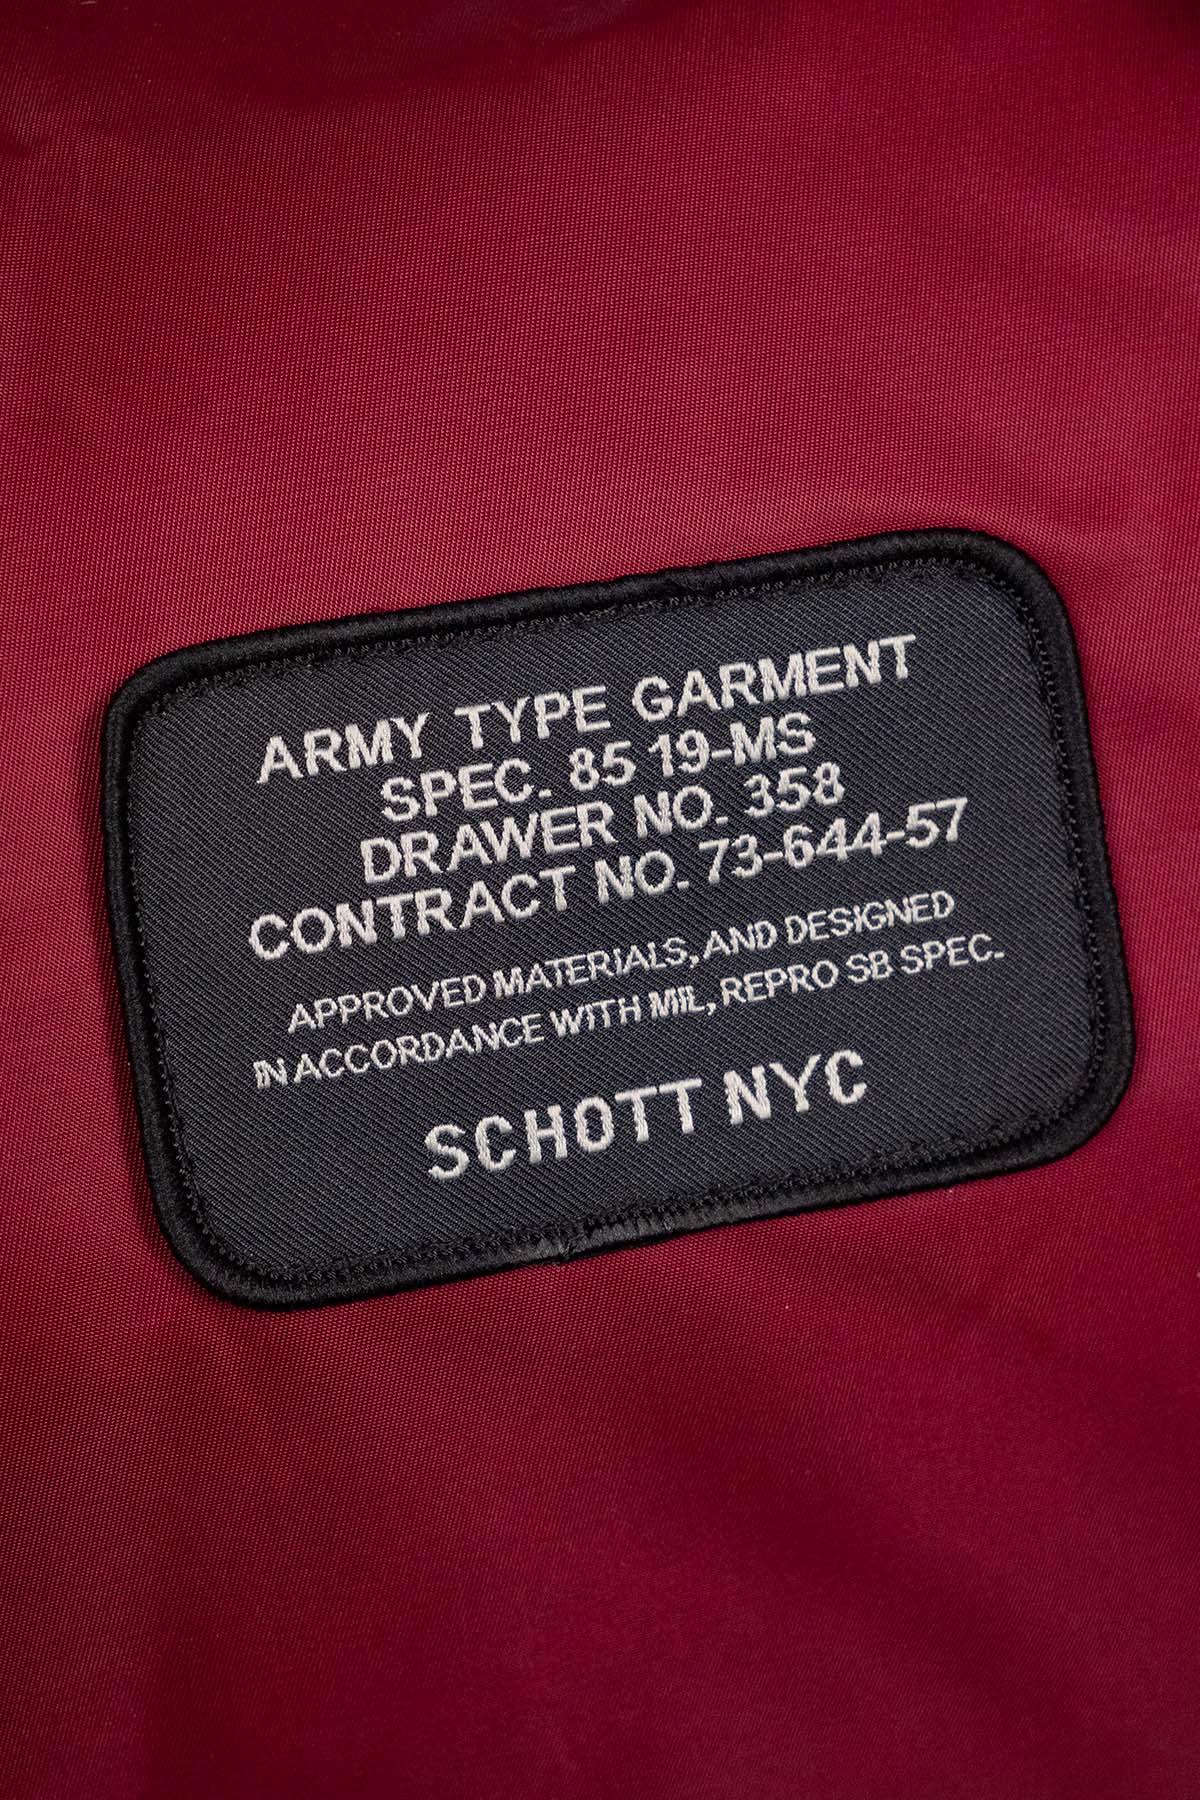 ARMY TYPE GARMENT
SPEC. 85 19-MS
DRAWER NO. 358
CONTRACT NO. 73-644-57
APPROVED MATERIALS, AND DESIGNED
IN ACCORDANCE WITH MIL, REPRO SB SPEC.
SCHOTT NYC